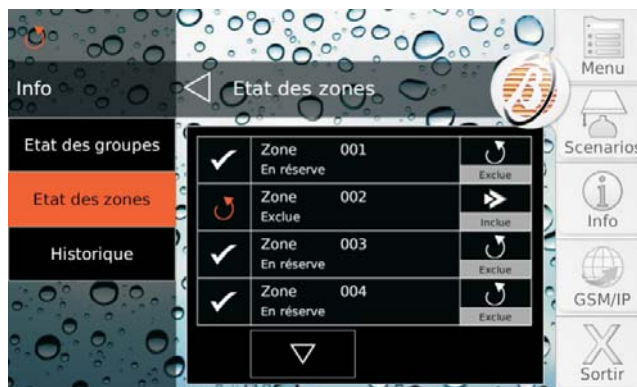 Info
Etat des zones
Menu
Etat des groupes
Etat des zones
Historique
Zone 001
En réserve
Exclue
Zone 002
Exclue
Inclue
Zone 003
En réserve
Exclue
Zone 004
En réserve
Exclue
Scenarios
Info
GSM/IP
Sortir